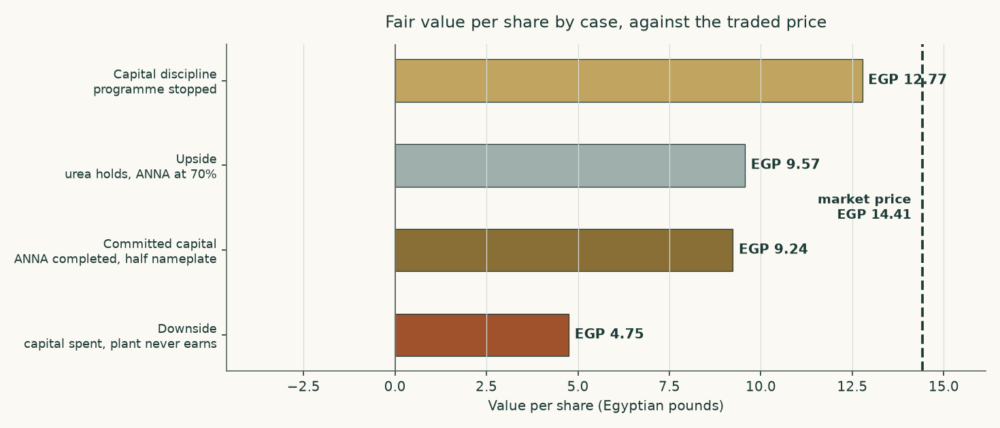 Fair value per share by case, against the traded price
Capital discipline
programme stopped
EGP 12.77
Upside
urea holds, ANNA at 70%
EGP 9.57
market price
EGP 14.41
Committed capital
ANNA completed, half nameplate
EGP 9.24
Downside
capital spent, plant never earns
EGP 4.75
−2.5 0.0 2.5 5.0 7.5 10.0 12.5 15.0
Value per share (Egyptian pounds)